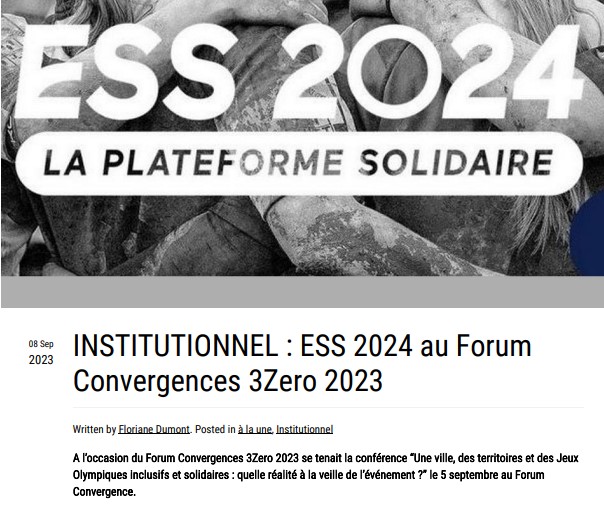 ESS 2024
LA PLATEFORME SOLIDAIRE
08 Sep
2023
INSTITUTIONNEL : ESS 2024 au Forum
Convergences 3Zero 2023
Written by Floriane Dumont. Posted in à la une, Institutionnel
A l’occasion du Forum Convergences 3Zero 2023 se tenait la conférence “Une ville, des territoires et des Jeux
Olympiques inclusifs et solidaires : quelle réalité à la veille de l’événement ?” le 5 septembre au Forum
Convergence.